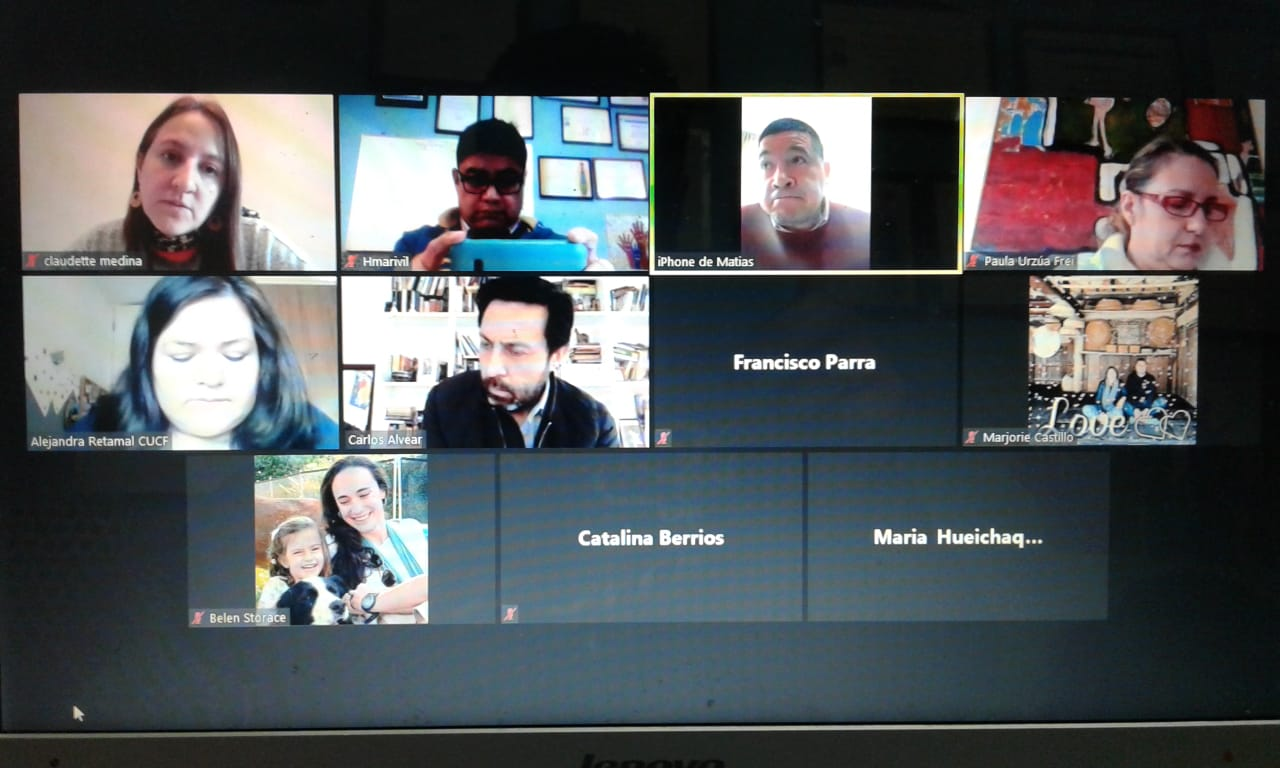 claudette medina
Hmarivil
iPhone de Matias
Paula Urzúa Frei
Alejandra Retamal CUCF
Carlos Alvear
Francisco Parra
Love
Marjorie Castillo
Belen Storace
Catalina Berrios
Maria Hueichaq...
lenovo